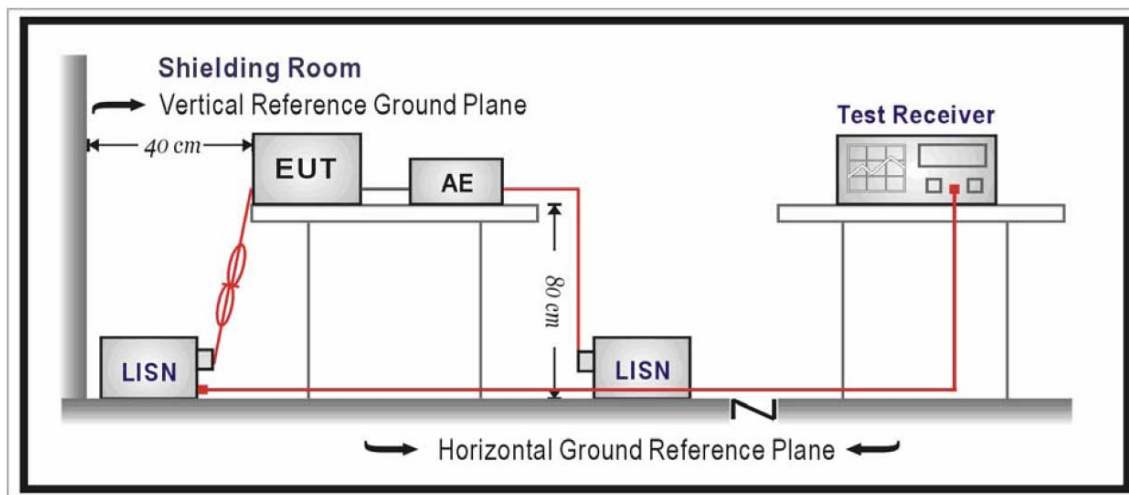 Shielding Room
Vertical Reference Ground Plane
40 cm
EUT
AE
Test Receiver
80 cm
LISN
LISN
Horizontal Ground Reference Plane